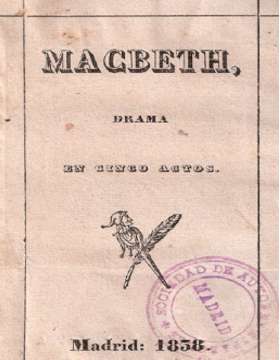 MACBETH,
DRAMA
EN CINCO ACTOS.
Madrid: 1838.
SOCIEDAD DE AUTO
MADRID